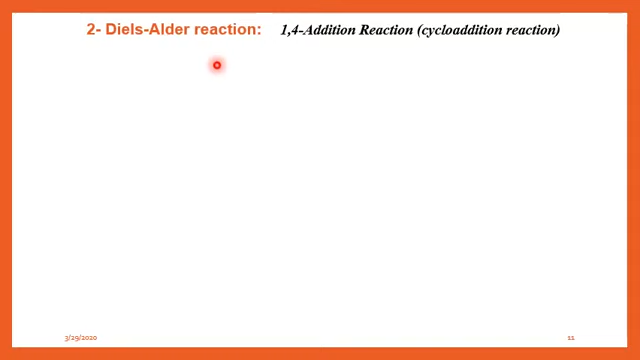 2- Diels-Alder reaction: 1,4-Addition Reaction (cycloaddition reaction)
3/29/2020 11